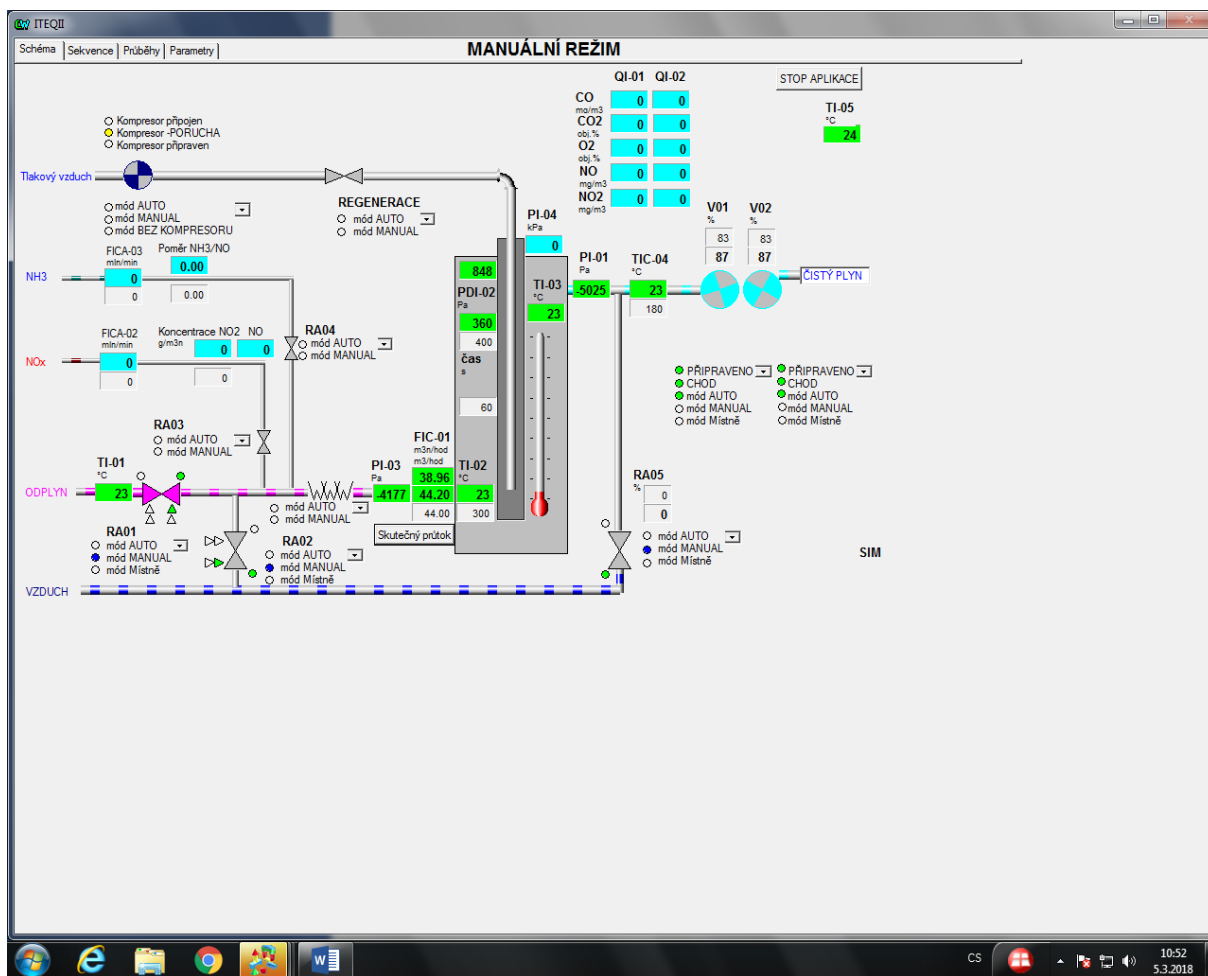 ITEQII
Schéma Sekvence Průběhy Parametry
MANUÁLNÍ REŽIM
STOP APLIKACE
QI-01 QI-02
CO 0 0
mg/m3
CO2 0 0
obj.%
O2 0 0
obj.%
NO 0 0
mg/m3
NO2 0 0
mg/m3
TI-05
°C
24
Kompresor připojen
Kompresor -PORUCHA
Kompresor připraven
Tlakový vzduch
mód AUTO
mód MANUAL
mód BEZ KOMPRESORU
REGENERACE
mód AUTO
mód MANUAL
FICA-03
mln/min
0
0
Poměr NH3/NO
0.00
0.00
NH3
PI-04
kPa
0
848
PDI-02
Pa
360
400
čas
s
60
TI-03
°C
23
PI-01
Pa
-5025
TIC-04
°C
23
180
V01
%
83
87
V02
%
83
87
ČISTÝ PLYN
FICA-02
mln/min
0
0
Koncentrace NO2 NO
g/m3n
0 0
0
NOx
RA04
mód AUTO
mód MANUAL
PŘIPRAVENO
CHOD
mód AUTO
mód MANUAL
mód Místně
PŘIPRAVENO
CHOD
mód AUTO
mód MANUAL
mód Místně
RA03
mód AUTO
mód MANUAL
TI-01
°C
23
ODPLYN
PI-03
Pa
-4177
FIC-01
m3n/hod
m3/hod
38.96
44.20
44.00
TI-02
°C
23
300
Skutečný průtok
mód AUTO
mód MANUAL
RA01
mód AUTO
mód MANUAL
mód Místně
RA02
mód AUTO
mód MANUAL
mód Místně
RA05
%
0
0
mód AUTO
mód MANUAL
mód Místně
SIM
VZDUCH
CS
10:52
5.3.2018